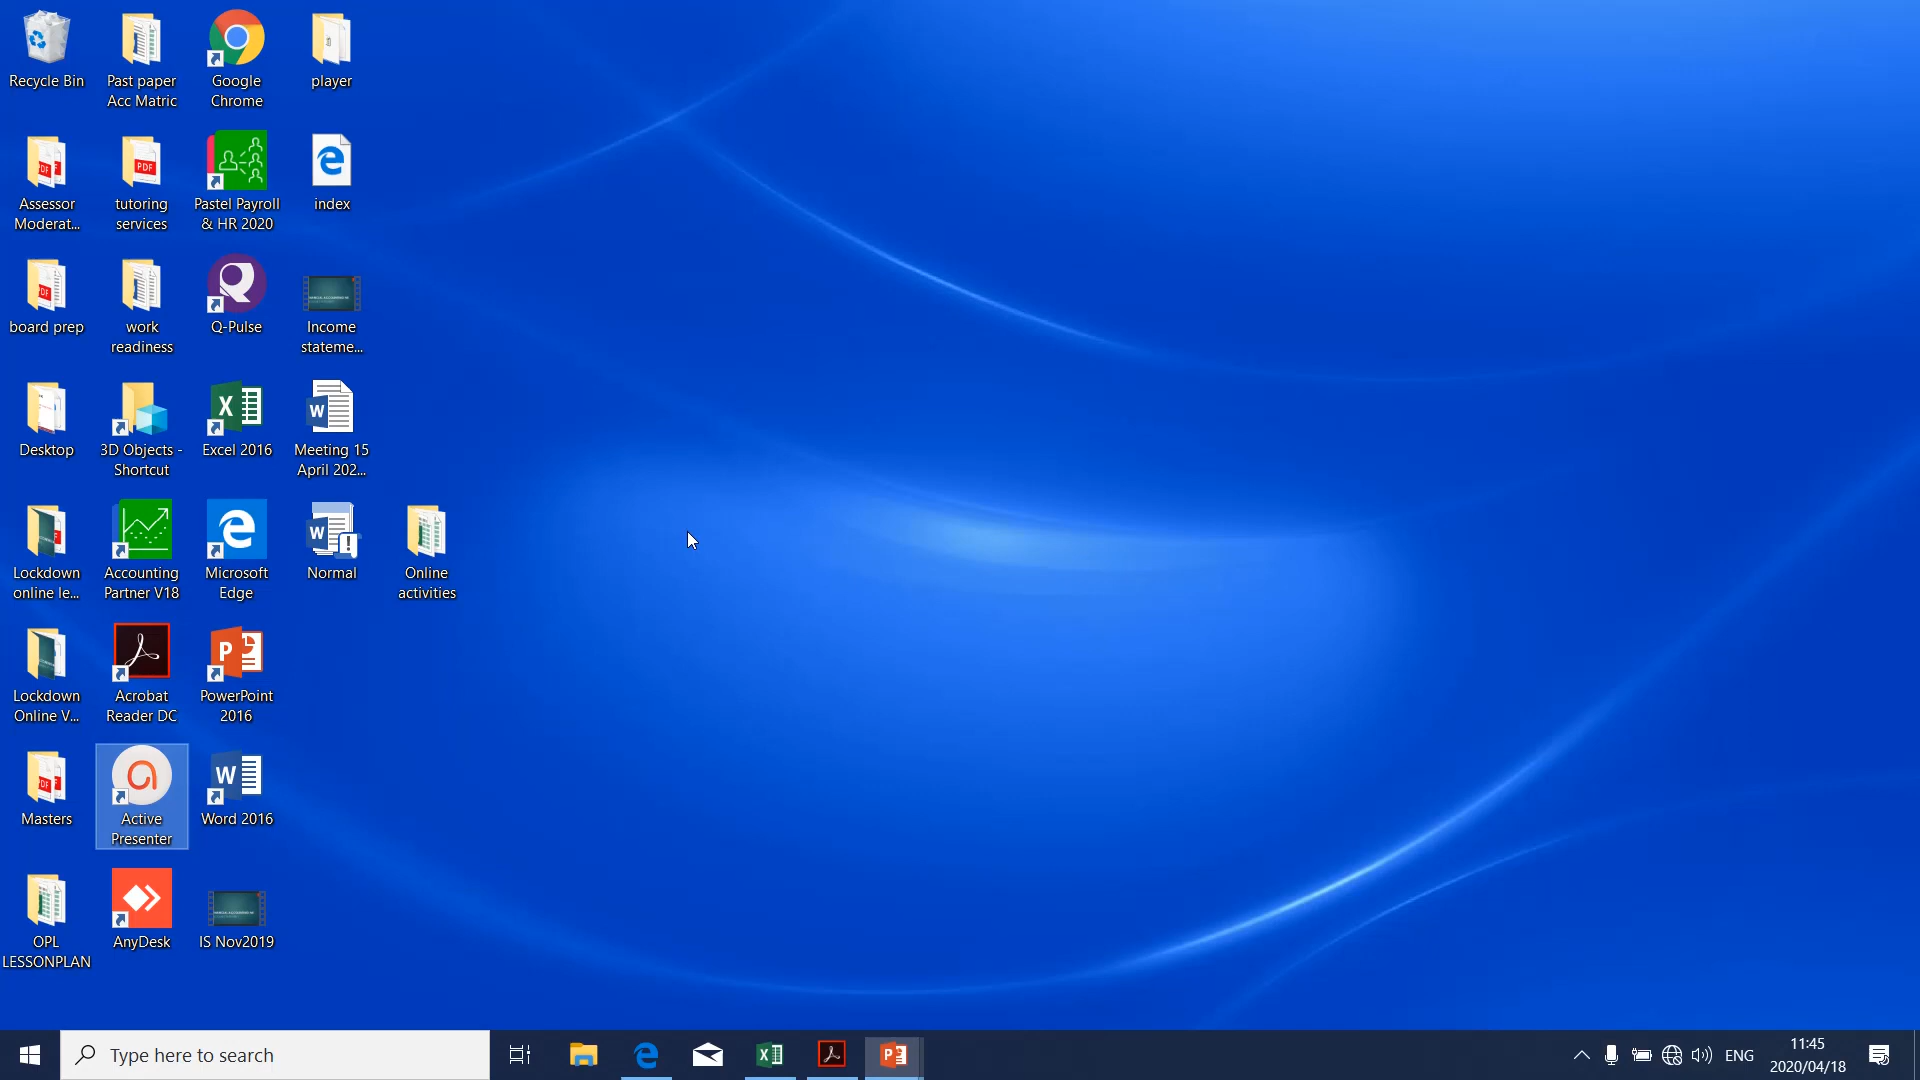 Recycle Bin
Past paper
Acc Matric
Google
Chrome
player
Assessor
Moderat...
tutoring
services
Pastel Payroll
& HR 2020
index
board prep
work
readiness
Q-Pulse
Income
stateme...
Desktop
3D Objects -
Shortcut
Excel 2016
Meeting 15
April 202...
Lockdown
online le...
Accounting
Partner V18
Microsoft
Edge
Normal
Online
activities
Lockdown
Online V...
Acrobat
Reader DC
PowerPoint
2016
Masters
Active
Presenter
Word 2016
OPL
LESSONPLAN
AnyDesk
IS Nov2019
Type here to search
ENG
11:45
2020/04/18